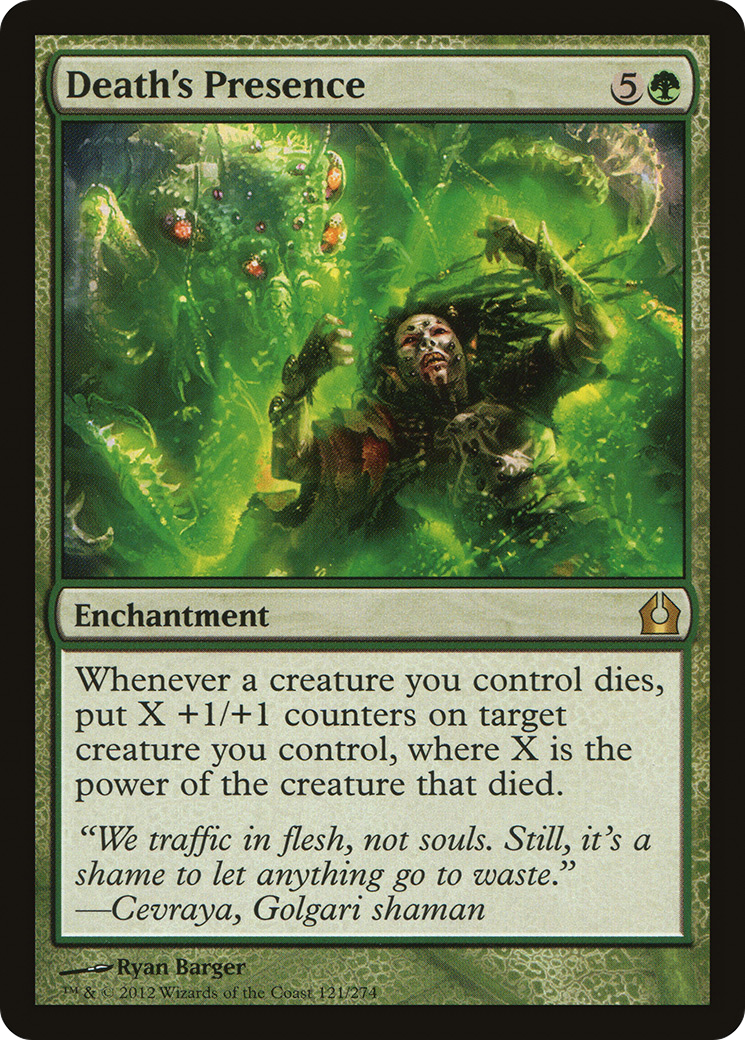 Death's Presence 5
Enchantment
Whenever a creature you control dies,
put X +1/+1 counters on target
creature you control, where X is the
power of the creature that died.
“We traffic in flesh, not souls. Still, it’s a
shame to let anything go to waste.”
—Cevraya, Golgari shaman
Ryan Barger
™ & © 2012 Wizards of the Coast 121/274